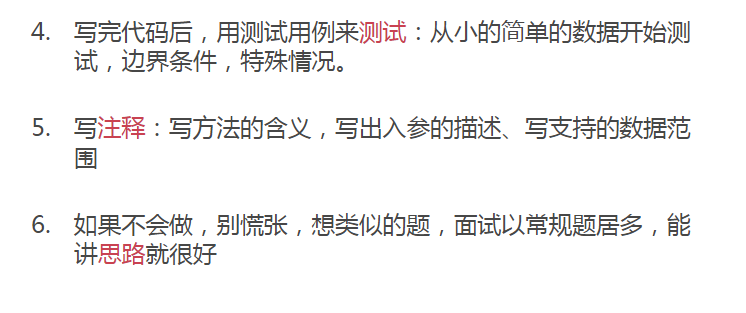 4. 写完代码后，用测试用例来测试：从小的简单的数据开始测
试，边界条件，特殊情况。
5. 写注释：写方法的含义，写出入参的描述、写支持的数据范
围
6. 如果不会做，别慌张，想类似的题，面试以常规题居多，能
讲思路就很好